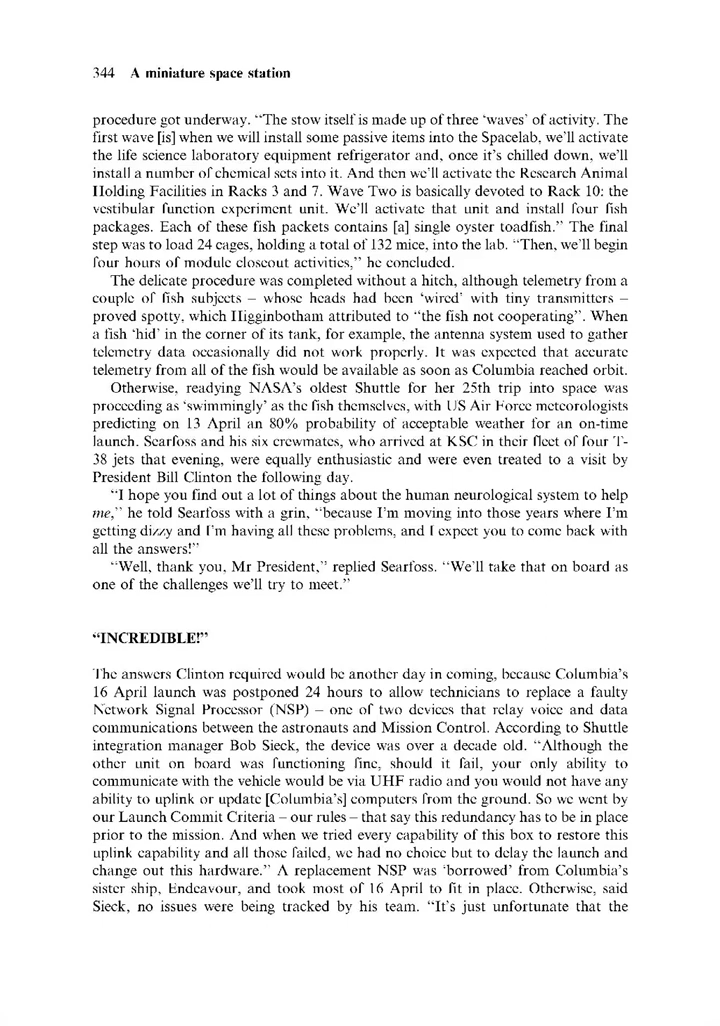 344 A miniature space station
procedure got underway. “The stow itself is made up of three ‘waves’ of activity. The
first wave [is] when we will install some passive items into the Spacelab, we’ll activate
the life science laboratory equipment refrigerator and, once it’s chilled down, we’ll
install a number of chemical sets into it. And then we’ll activate the Research Animal
Holding Facilities in Racks 3 and 7. Wave Two is basically devoted to Rack 10: the
vestibular function experiment unit. We’ll activate that unit and install four fish
packages. Each of these fish packets contains [a] single oyster toadfish.” The final
step was to load 24 cages, holding a total of 132 mice, into the lab. “Then, we’ll begin
four hours of module closeout activities,” he concluded.
The delicate procedure was completed without a hitch, although telemetry from a
couple of fish subjects – whose heads had been ‘wired’ with tiny transmitters –
proved spotty, which Higginbotham attributed to “the fish not cooperating”. When
a fish ‘hid’ in the corner of its tank, for example, the antenna system used to gather
telemetry data occasionally did not work properly. It was expected that accurate
telemetry from all of the fish would be available as soon as Columbia reached orbit.
Otherwise, readying NASA’s oldest Shuttle for her 25th trip into space was
proceeding as ‘swimmingly’ as the fish themselves, with US Air Force meteorologists
predicting on 13 April an 80% probability of acceptable weather for an on-time
launch. Searfoss and his six crewmates, who arrived at KSC in their fleet of four T-
38 jets that evening, were equally enthusiastic and were even treated to a visit by
President Bill Clinton the following day.
“I hope you find out a lot of things about the human neurological system to help
me,” he told Searfoss with a grin, “because I’m moving into those years where I’m
getting dizzy and I’m having all these problems, and I expect you to come back with
all the answers!”
“Well, thank you, Mr President,” replied Searfoss. “We’ll take that on board as
one of the challenges we’ll try to meet.”
“INCREDIBLE!”
The answers Clinton required would be another day in coming, because Columbia’s
16 April launch was postponed 24 hours to allow technicians to replace a faulty
Network Signal Processor (NSP) – one of two devices that relay voice and data
communications between the astronauts and Mission Control. According to Shuttle
integration manager Bob Sieck, the device was over a decade old. “Although the
other unit on board was functioning fine, should it fail, your only ability to
communicate with the vehicle would be via UHF radio and you would not have any
ability to uplink or update [Columbia’s] computers from the ground. So we went by
our Launch Commit Criteria – our rules – that say this redundancy has to be in place
prior to the mission. And when we tried every capability of this box to restore this
uplink capability and all those failed, we had no choice but to delay the launch and
change out this hardware.” A replacement NSP was ‘borrowed’ from Columbia’s
sister ship, Endeavour, and took most of 16 April to fit in place. Otherwise, said
Sieck, no issues were being tracked by his team. “It’s just unfortunate that the